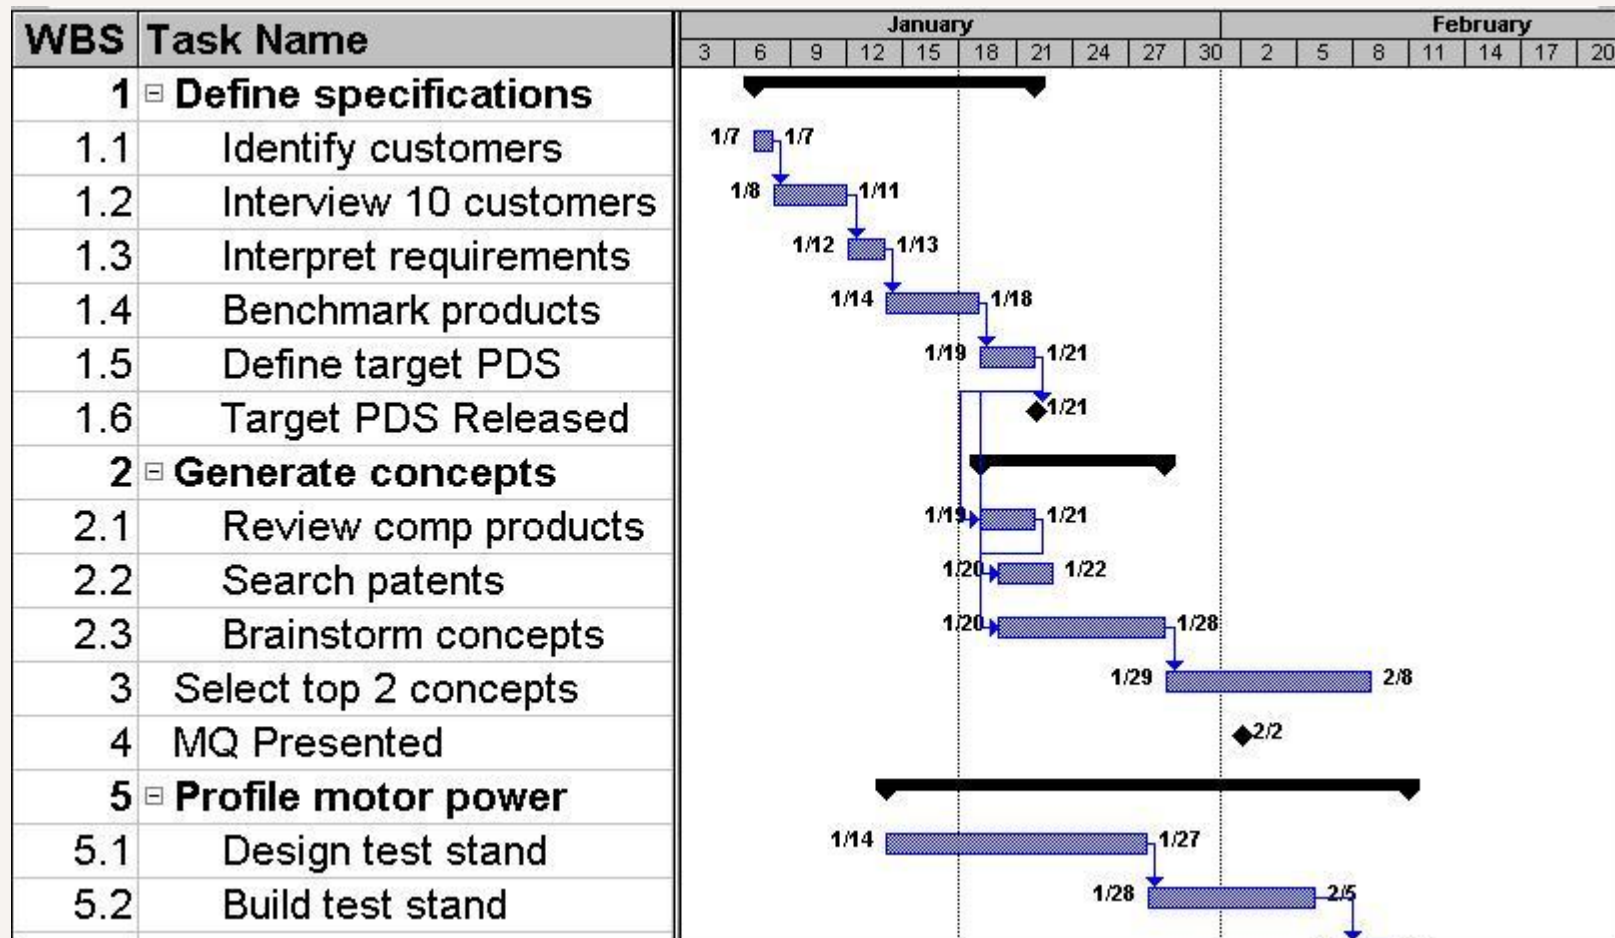 WBS Task Name January February
3 6 9 12 15 18 21 24 27 30 2 5 8 11 14 17 20
1 Define specifications
1.1 Identify customers 1/7 1/7
1.2 Interview 10 customers 1/8 1/11
1.3 Interpret requirements 1/12 1/13
1.4 Benchmark products 1/14 1/18
1.5 Define target PDS 1/19 1/21
1.6 Target PDS Released 1/21
2 Generate concepts
2.1 Review comp products 1/19 1/21
2.2 Search patents 1/20 1/22
2.3 Brainstorm concepts 1/20 1/28
3 Select top 2 concepts 1/29 2/8
4 MQ Presented 2/2
5 Profile motor power
5.1 Design test stand 1/14 1/27
5.2 Build test stand 1/28 2/5